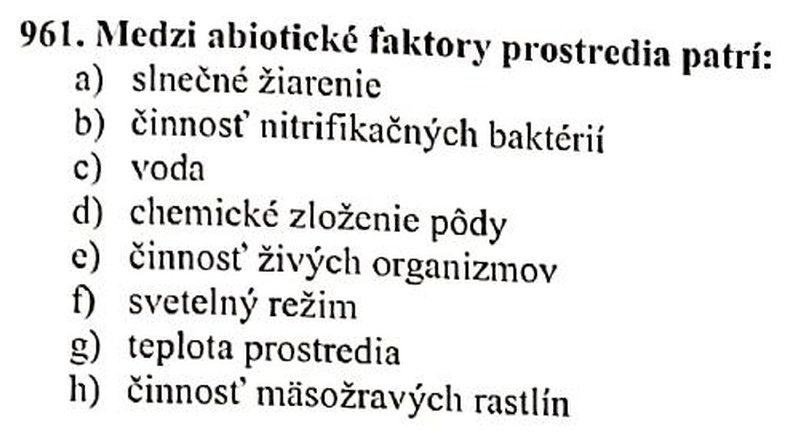 961. Medzi abiotické faktory prostredia patrí:
a) slnečné žiarenie
b) činnosť nitrifikačných baktérií
c) voda
d) chemické zloženie pôdy
e) činnosť živých organizmov
f) svetelný režim
g) teplota prostredia
h) činnosť mäsožravých rastlín